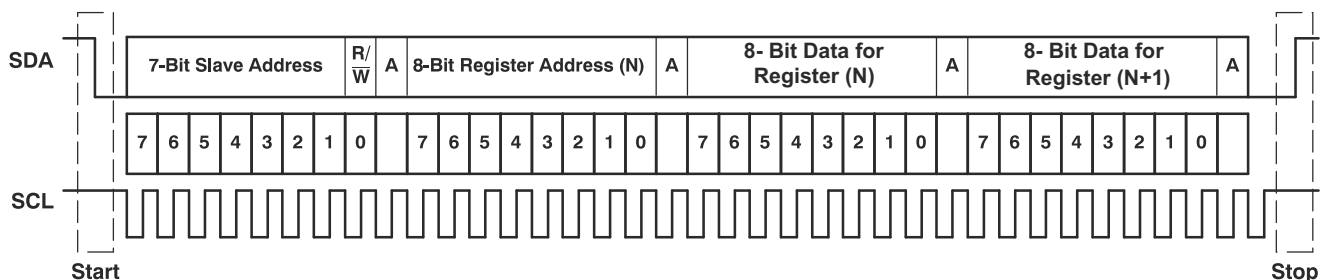 SDA
7-Bit Slave Address
R/
W
A
8-Bit Register Address (N)
A
8- Bit Data for
Register (N)
A
8- Bit Data for
Register (N+1)
A
7 6 5 4 3 2 1 0 7 6 5 4 3 2 1 0 7 6 5 4 3 2 1 0 7 6 5 4 3 2 1 0
SCL
Start
Stop